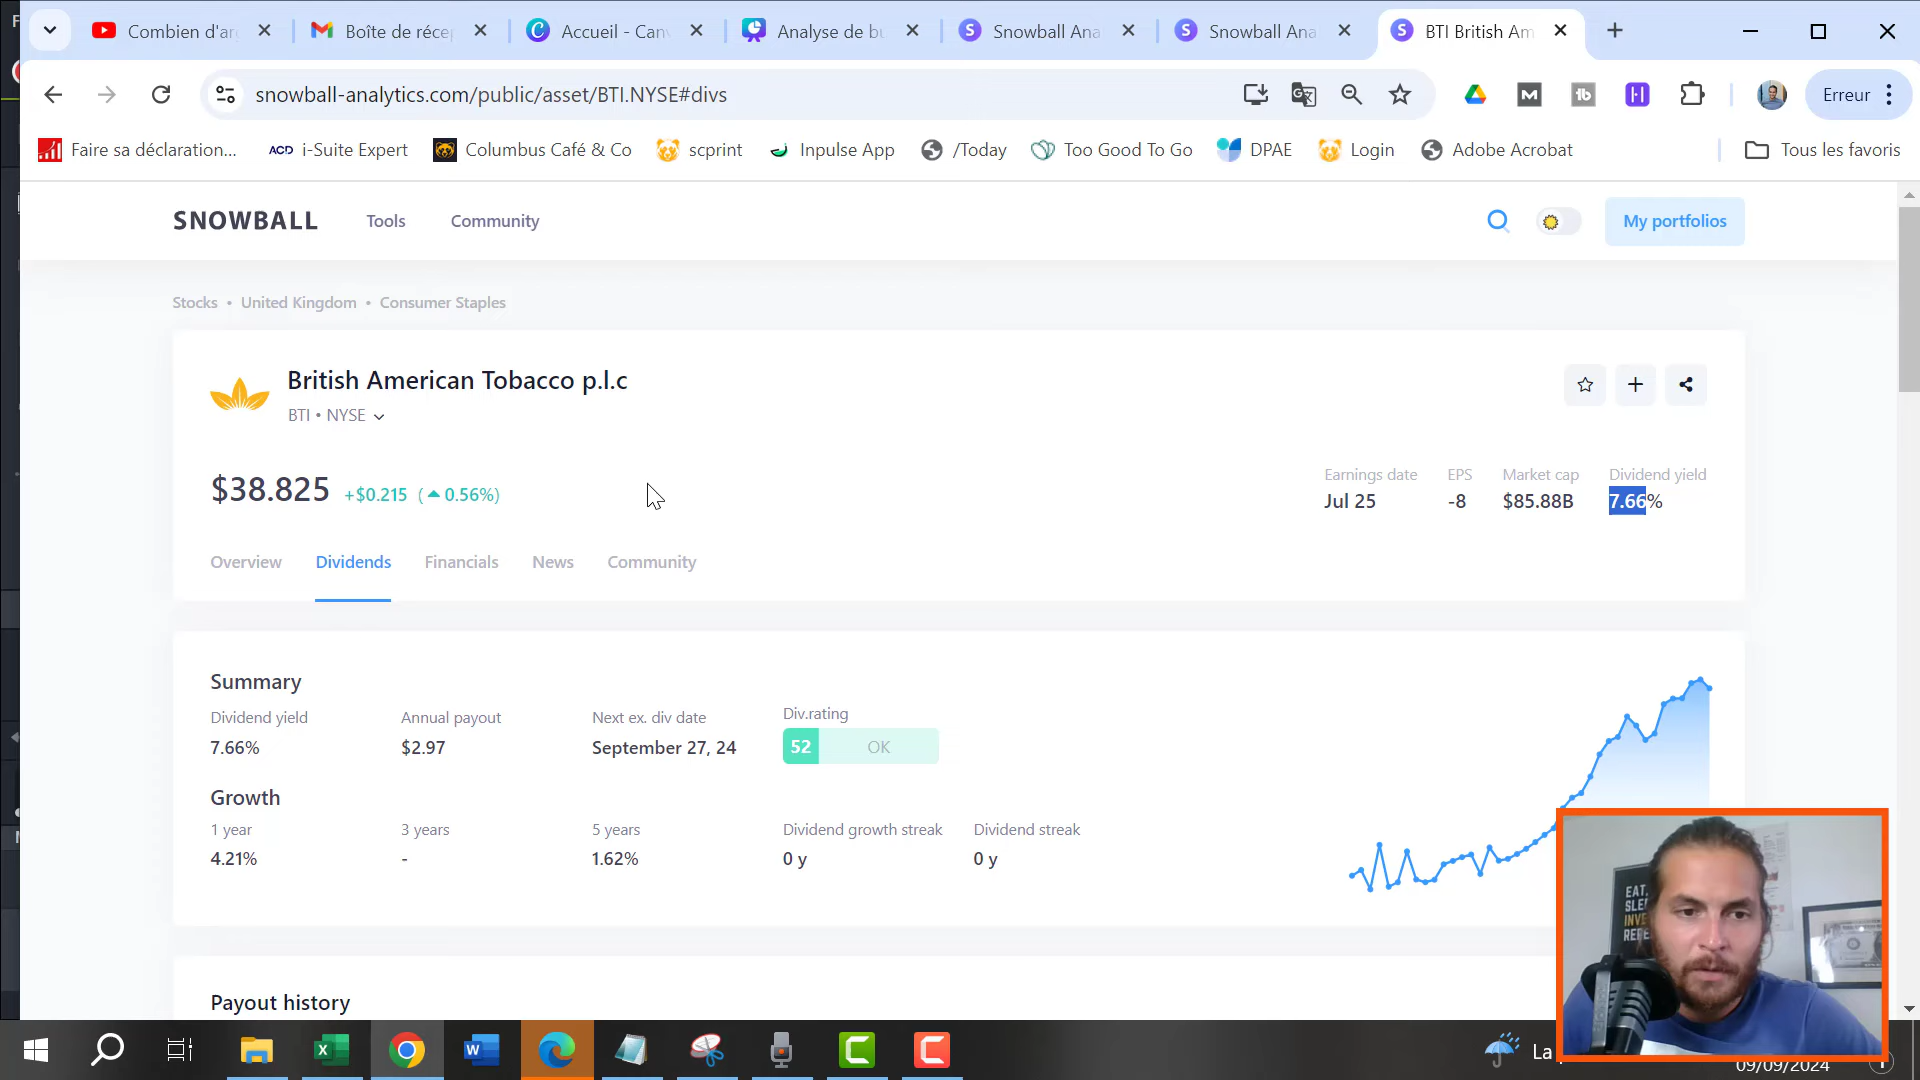 Combien d'ar
Boîte de récep
Accueil - Can
Analyse de bu
Snowball Ana
Snowball Ana
BTI British Am
snowball-analytics.com/public/asset/BTI.NYSE#divs
Erreur
Faire sa déclaration...
ACD i-Suite Expert
Columbus Café & Co
scprint
Inpulse App
/Today
Too Good To Go
DPAE
Login
Adobe Acrobat
Tous les favoris
SNOWBALL
Tools
Community
My portfolios
Stocks • United Kingdom • Consumer Staples
British American Tobacco p.l.c
BTI • NYSE
$38.825 +$0.215 (▲ 0.56%)
Earnings date EPS Market cap Dividend yield
Jul 25 -8 $85.88B 7.66%
Overview Dividends Financials News Community
Summary
Dividend yield Annual payout Next ex. div date Div.rating
7.66% $2.97 September 27, 24 52 OK
Growth
1 year 3 years 5 years Dividend growth streak Dividend streak
4.21% - 1.62% 0 y 0 y
Payout history
EAT,
La
09/09/2024